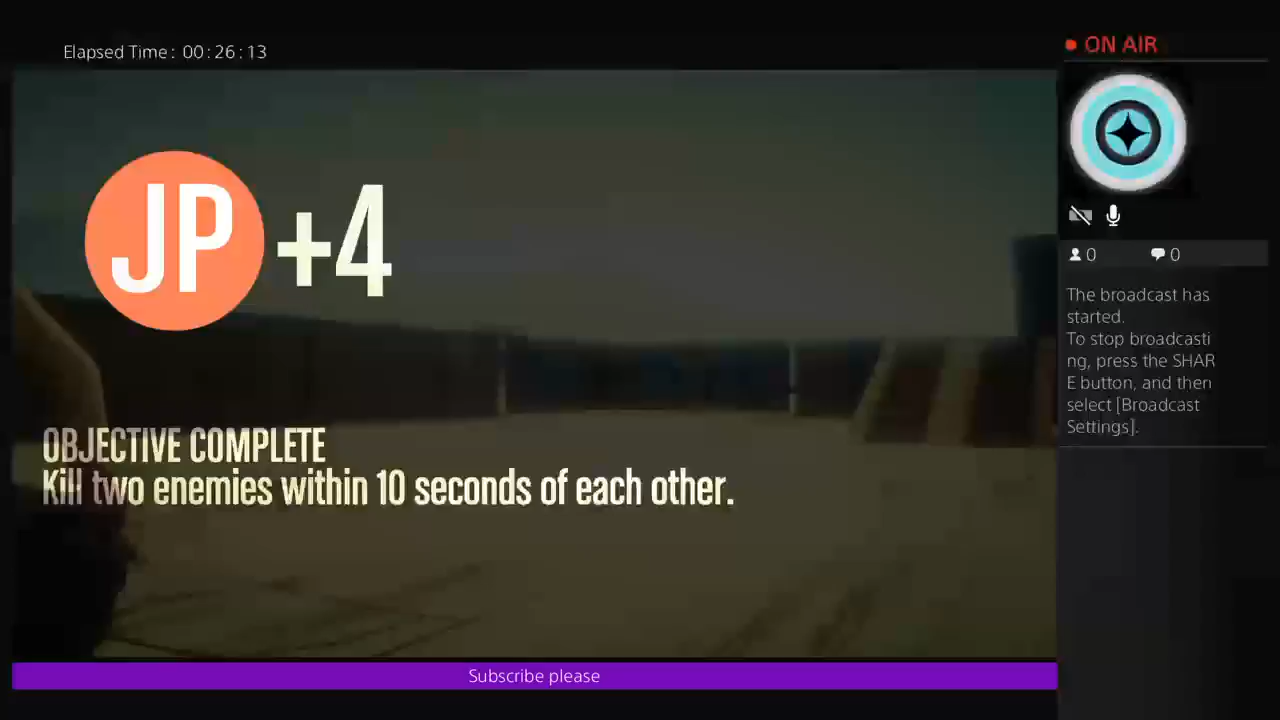 Elapsed Time: 00:26:13
ON AIR
JP +4
0 0
The broadcast has
started.
To stop broadcasti
ng, press the SHAR
E button, and then
select [Broadcast
Settings].
OBJECTIVE COMPLETE
Kill two enemies within 10 seconds of each other.
Subscribe please